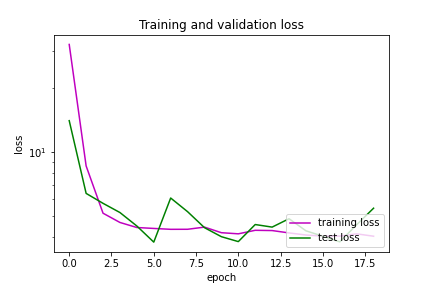 Training and validation loss
loss
10¹
training loss
test loss
0.0 2.5 5.0 7.5 10.0 12.5 15.0 17.5
epoch